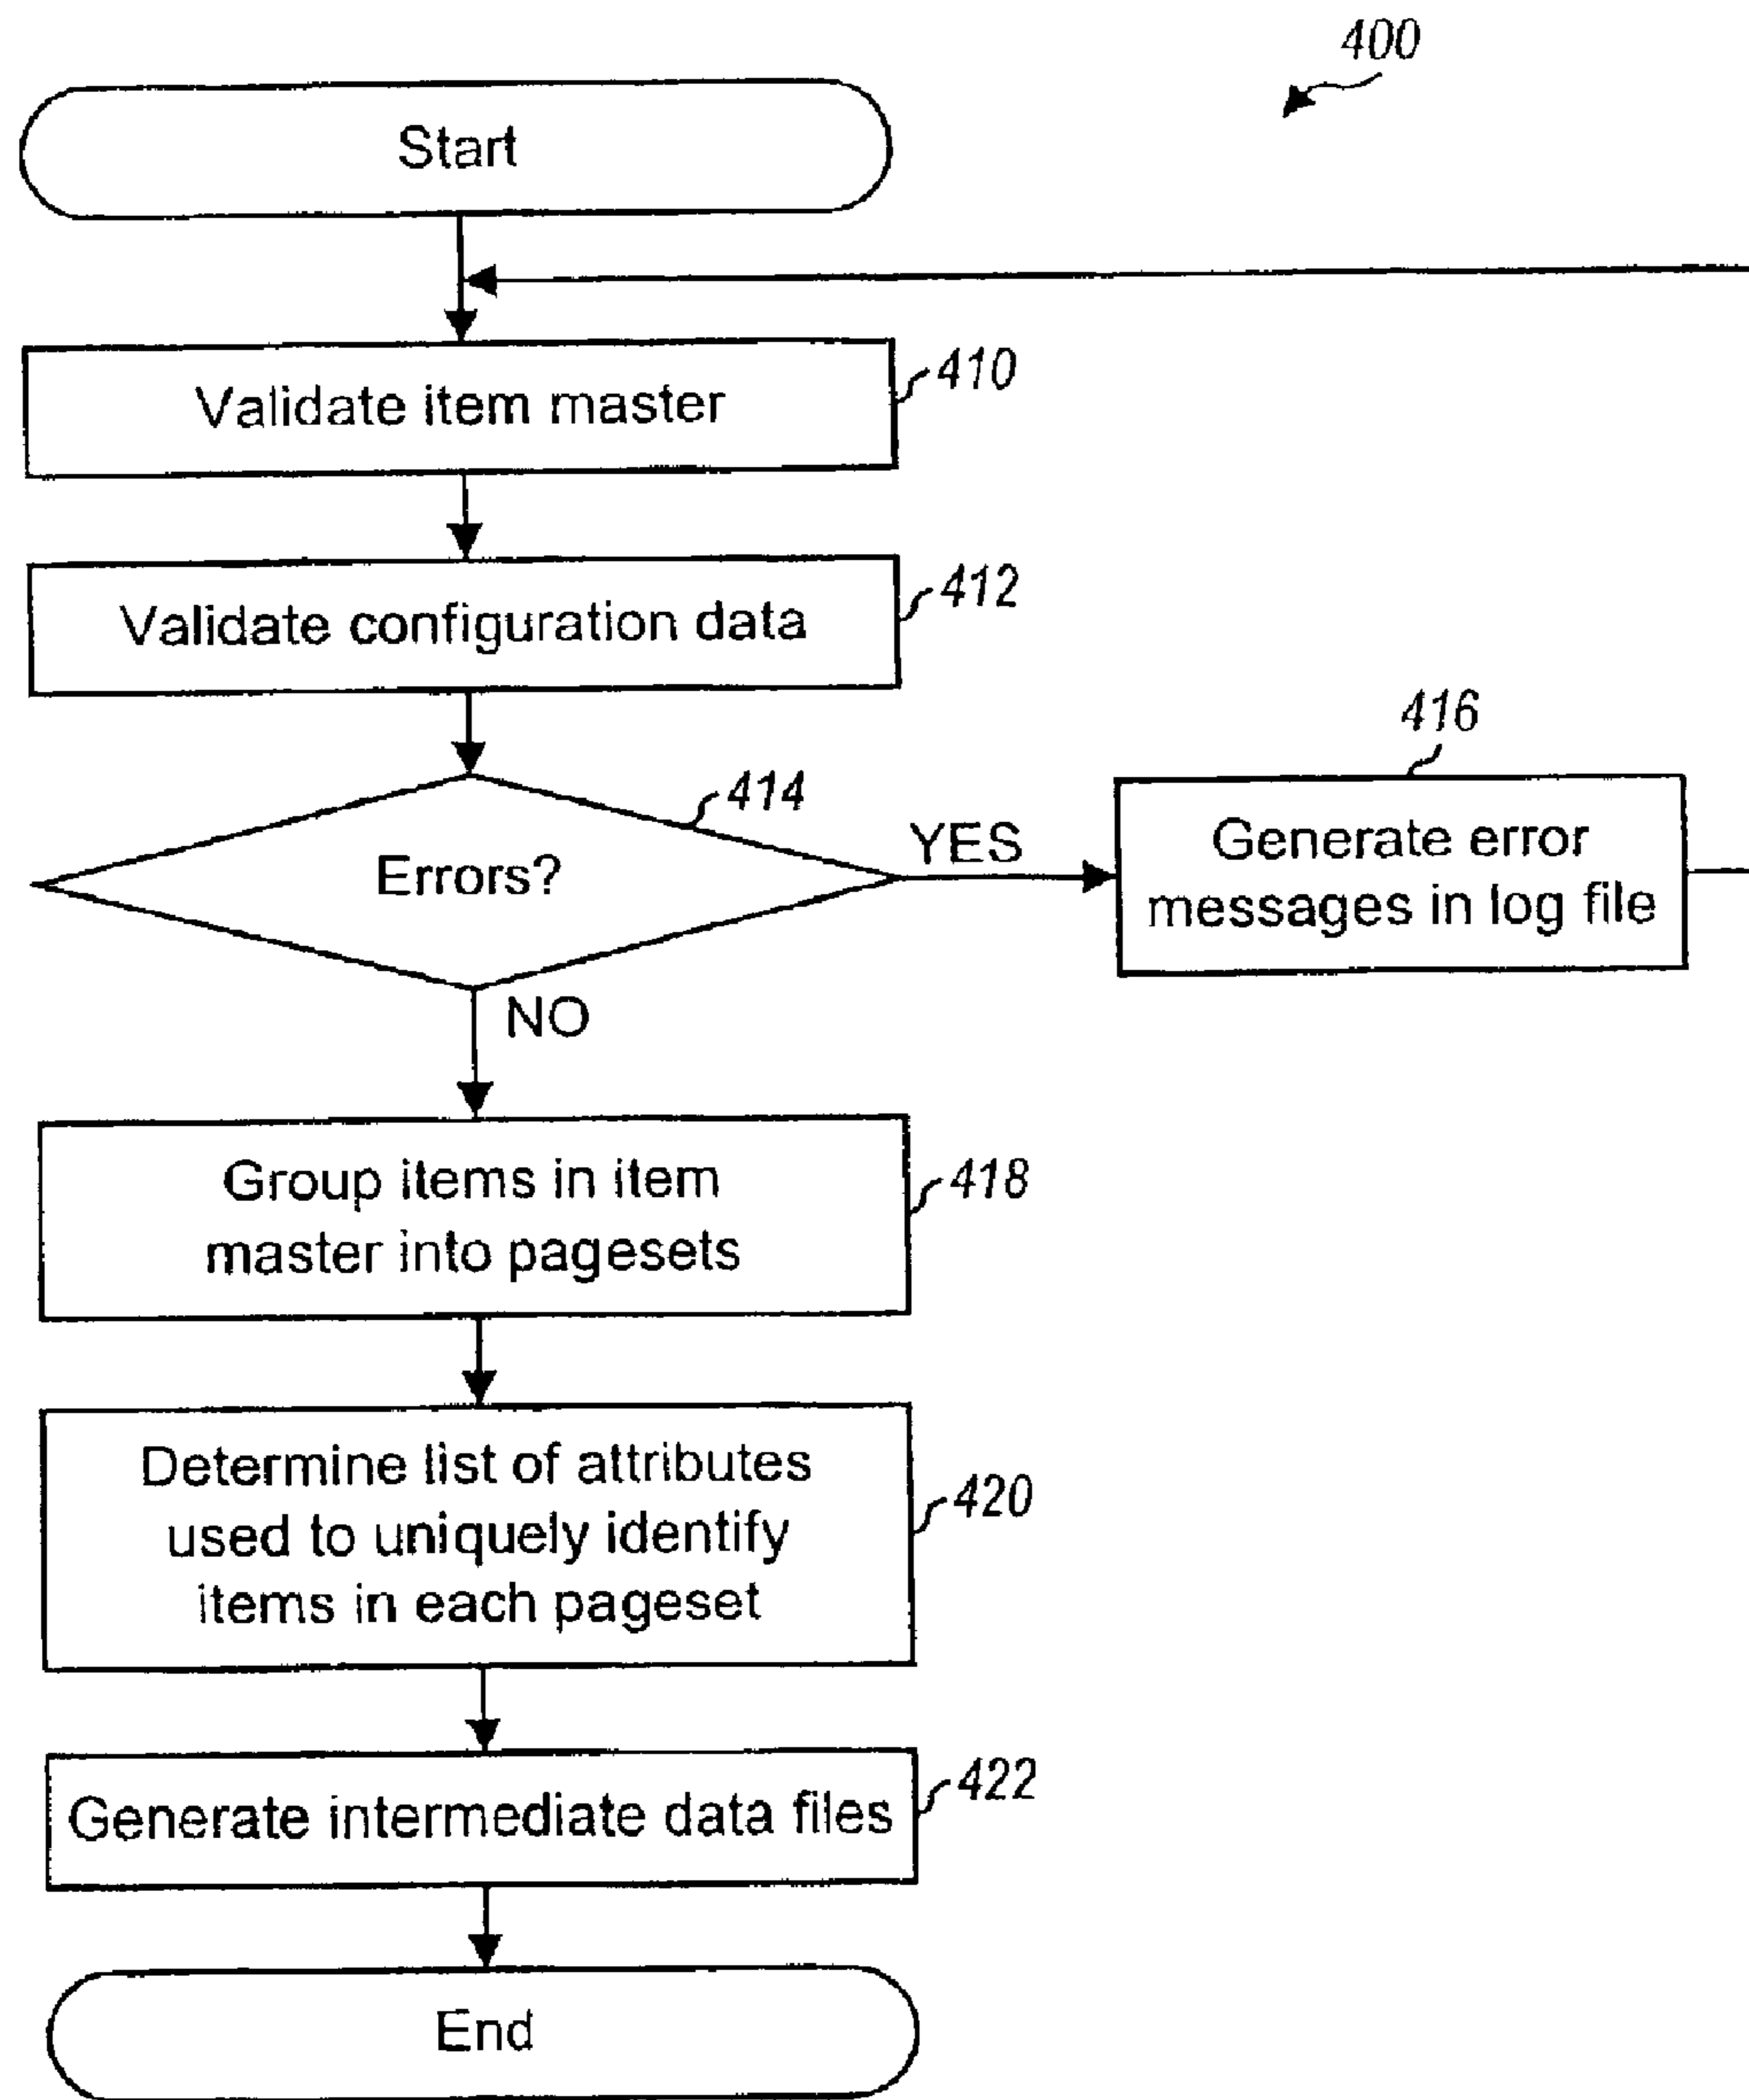 400
Start
Validate item master
410
Validate configuration data
412
Errors?
414
YES
416
Generate error
messages in log file
NO
Group items in item
master into pagesets
418
Determine list of attributes
used to uniquely identify
items in each pageset
420
Generate intermediate data files
422
End